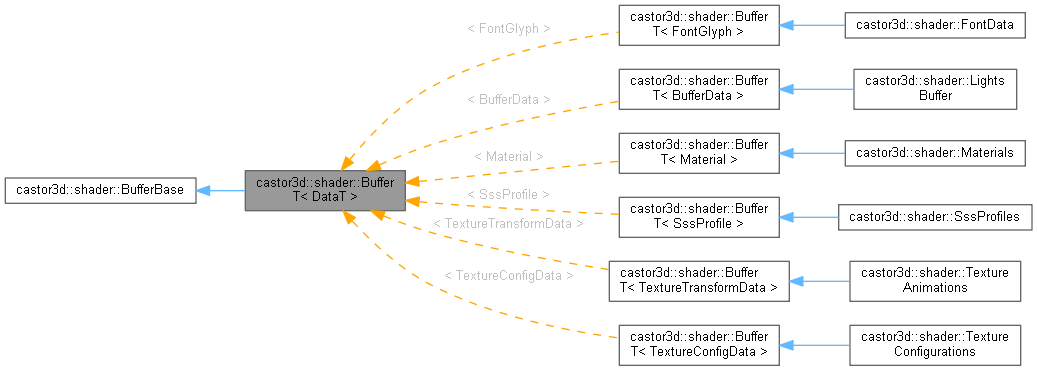 castor3d::shader::BufferBase
castor3d::shader::Buffer
T< DataT >
< FontGlyph >
< BufferData >
< Material >
< SssProfile >
< TextureTransformData >
< TextureConfigData >
castor3d::shader::Buffer
T< FontGlyph >
castor3d::shader::FontData
castor3d::shader::Buffer
T< BufferData >
castor3d::shader::Lights
Buffer
castor3d::shader::Buffer
T< Material >
castor3d::shader::Materials
castor3d::shader::Buffer
T< SssProfile >
castor3d::shader::SssProfiles
castor3d::shader::Buffer
T< TextureTransformData >
castor3d::shader::Texture
Animations
castor3d::shader::Buffer
T< TextureConfigData >
castor3d::shader::Texture
Configurations